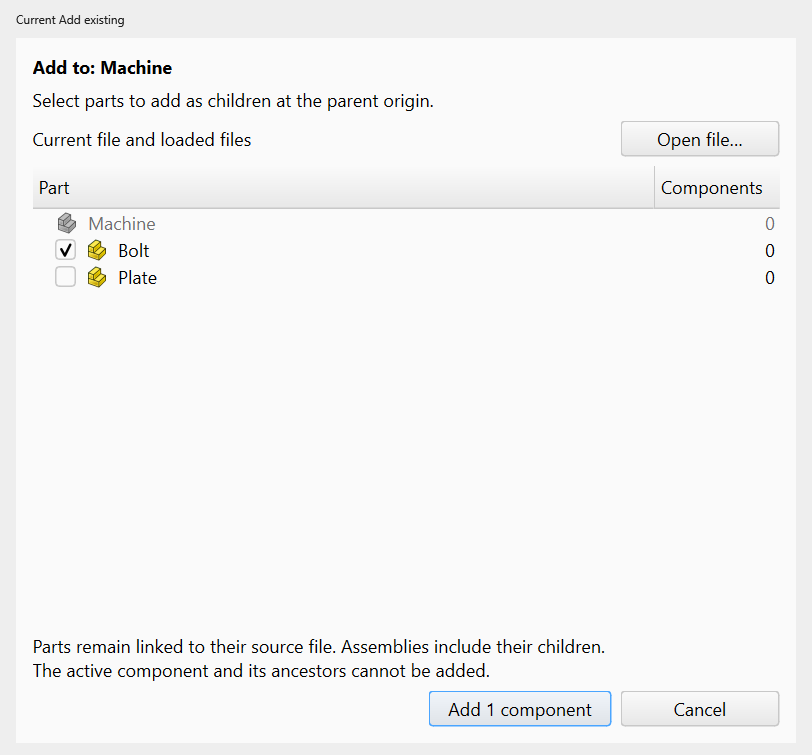 Current Add existing
Add to: Machine
Select parts to add as children at the parent origin.
Current file and loaded files
Open file...
Part Components
Machine 0
Bolt 0
Plate 0
Parts remain linked to their source file. Assemblies include their children.
The active component and its ancestors cannot be added.
Add 1 component Cancel